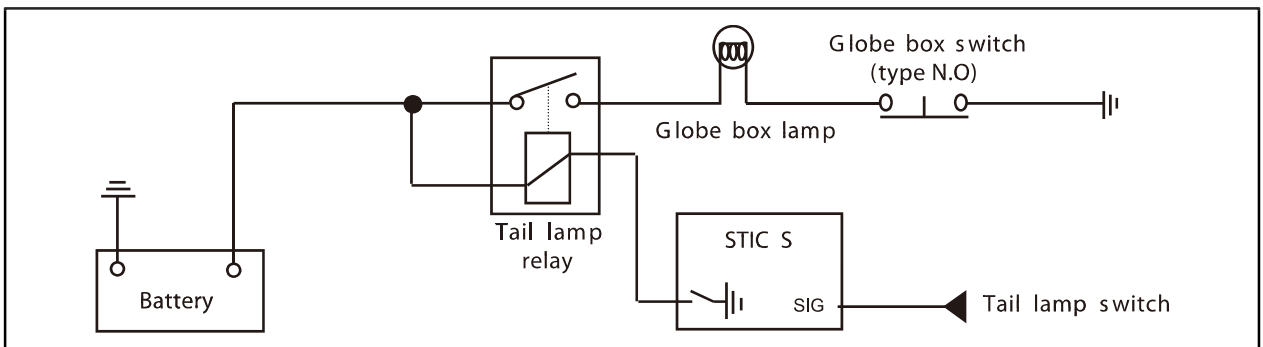 Globe box switch
(type N.O)
Globe box lamp
Tail lamp
relay
STIC S
Battery
SIG
Tail lamp switch